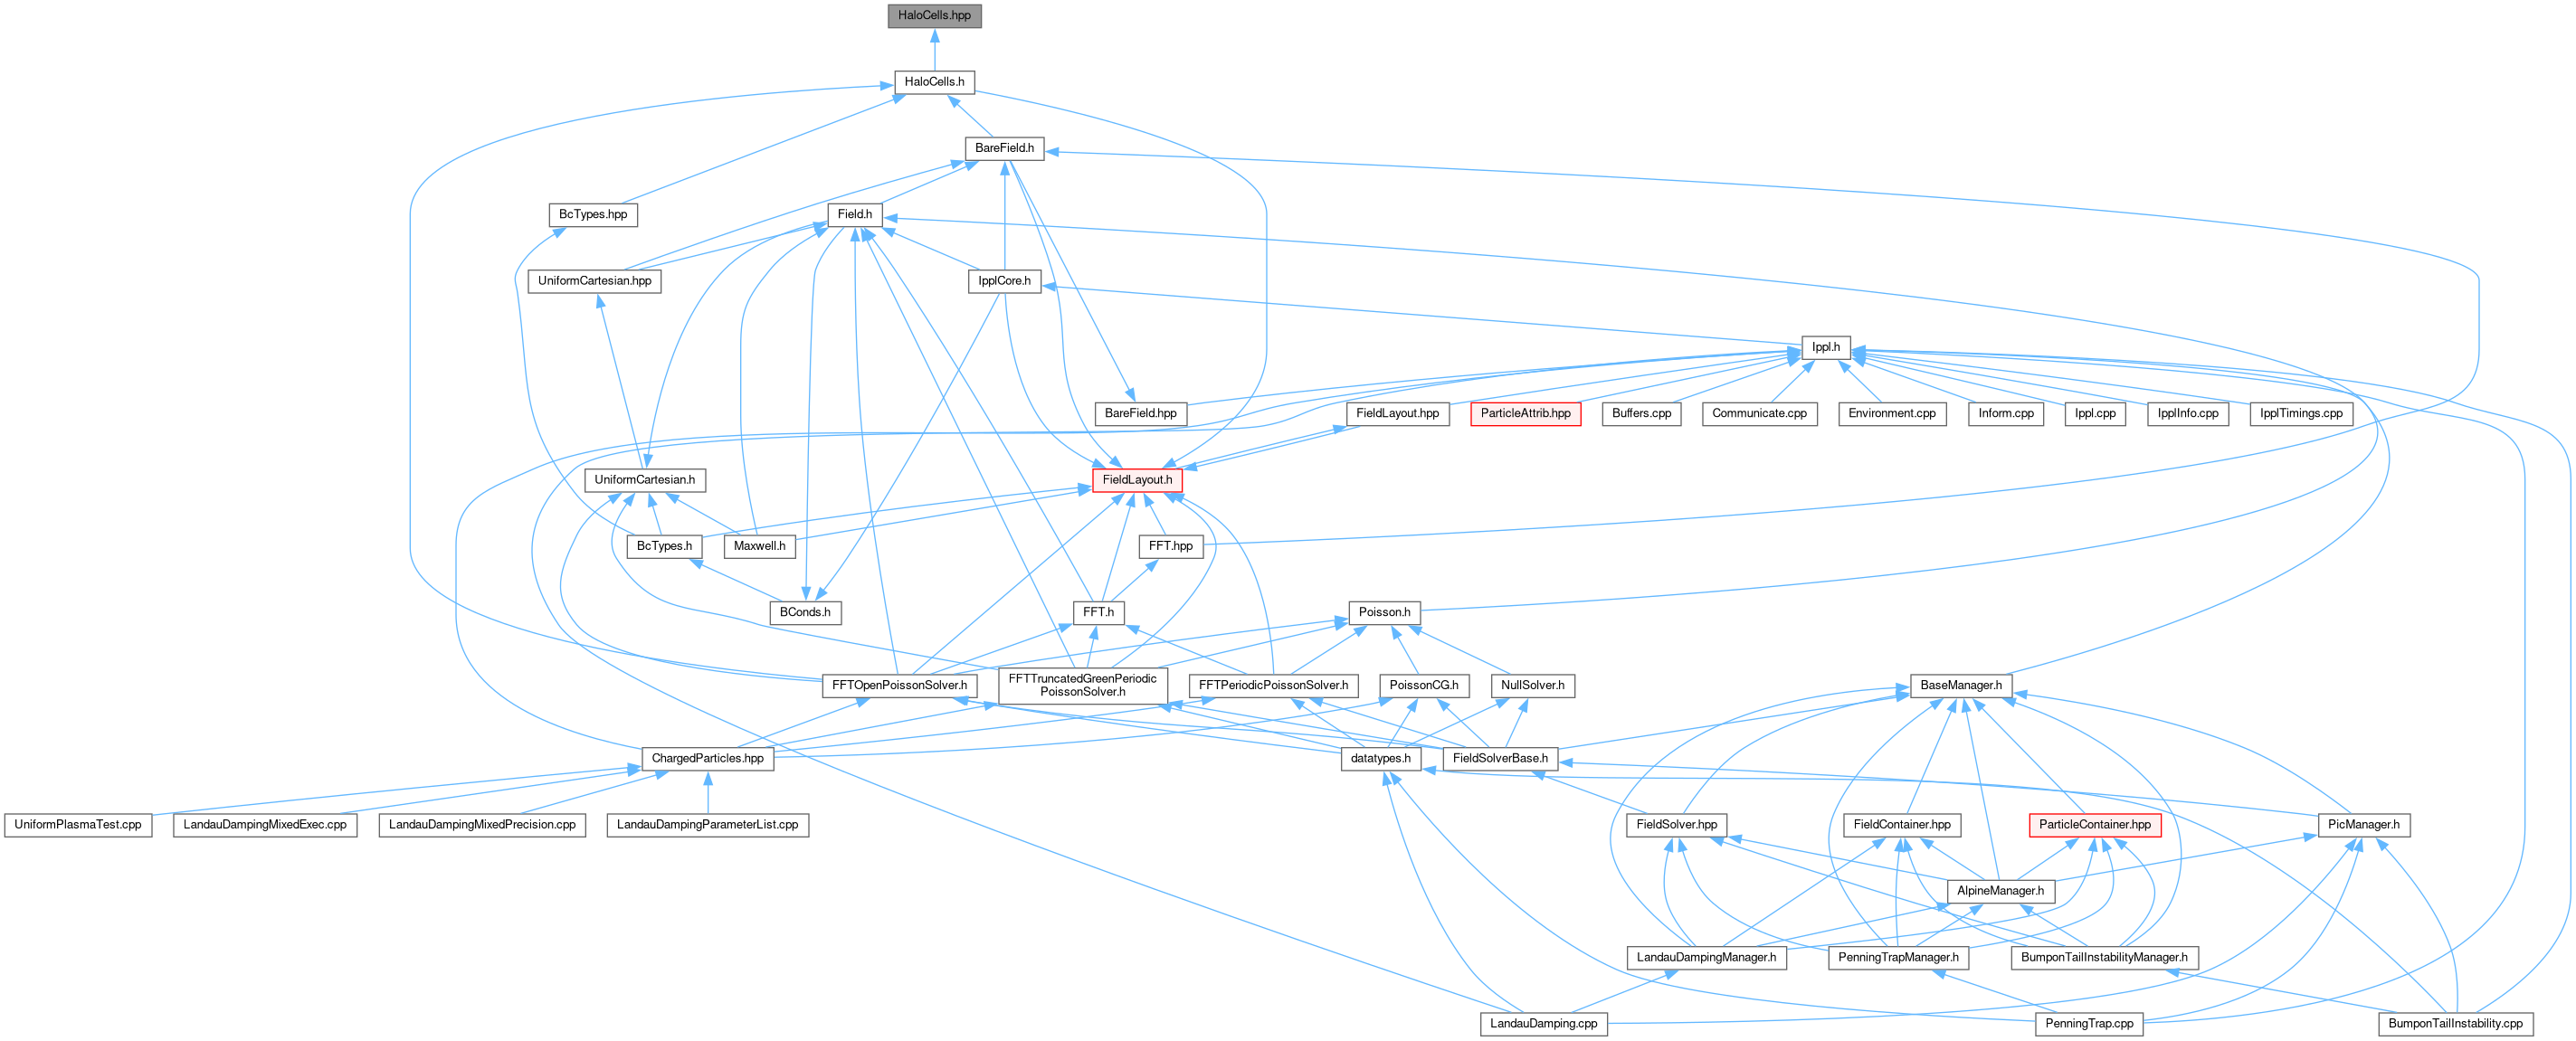 HaloCells.hpp
HaloCells.h
BareField.h
BcTypes.hpp
Field.h
UniformCartesian.hpp
IpplCore.h
Ippl.h
BareField.hpp
FieldLayout.hpp
ParticleAttrib.hpp
Buffers.cpp
Communicate.cpp
Environment.cpp
Inform.cpp
Ippl.cpp
IpplInfo.cpp
IpplTimings.cpp
UniformCartesian.h
FieldLayout.h
BcTypes.h
Maxwell.h
FFT.hpp
BConds.h
FFT.h
Poisson.h
FFTOpenPoissonSolver.h
FFTTruncatedGreenPeriodic
PoissonSolver.h
FFTPeriodicPoissonSolver.h
PoissonCG.h
NullSolver.h
BaseManager.h
ChargedParticles.hpp
datatypes.h
FieldSolverBase.h
UniformPlasmaTest.cpp
LandauDampingMixedExec.cpp
LandauDampingMixedPrecision.cpp
LandauDampingParameterList.cpp
FieldSolver.hpp
FieldContainer.hpp
ParticleContainer.hpp
PicManager.h
AlpineManager.h
LandauDampingManager.h
PenningTrapManager.h
BumponTailInstabilityManager.h
LandauDamping.cpp
PenningTrap.cpp
BumponTailInstability.cpp